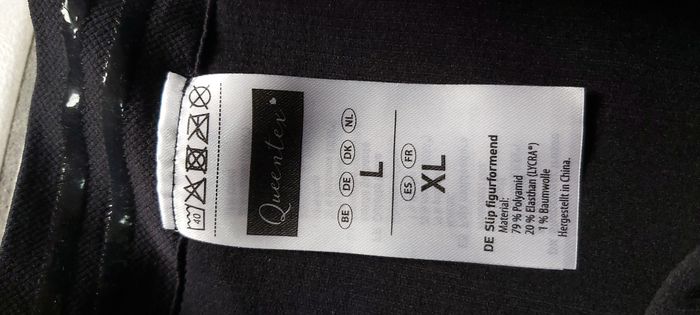 40
Queentex
BE DE DK NL
L
ES FR
XL
DE Slip figurformend
Material:
79 % Polyamid
20 % Elasthan (LYCRA®)
1 % Baumwolle
Hergestellt in China.